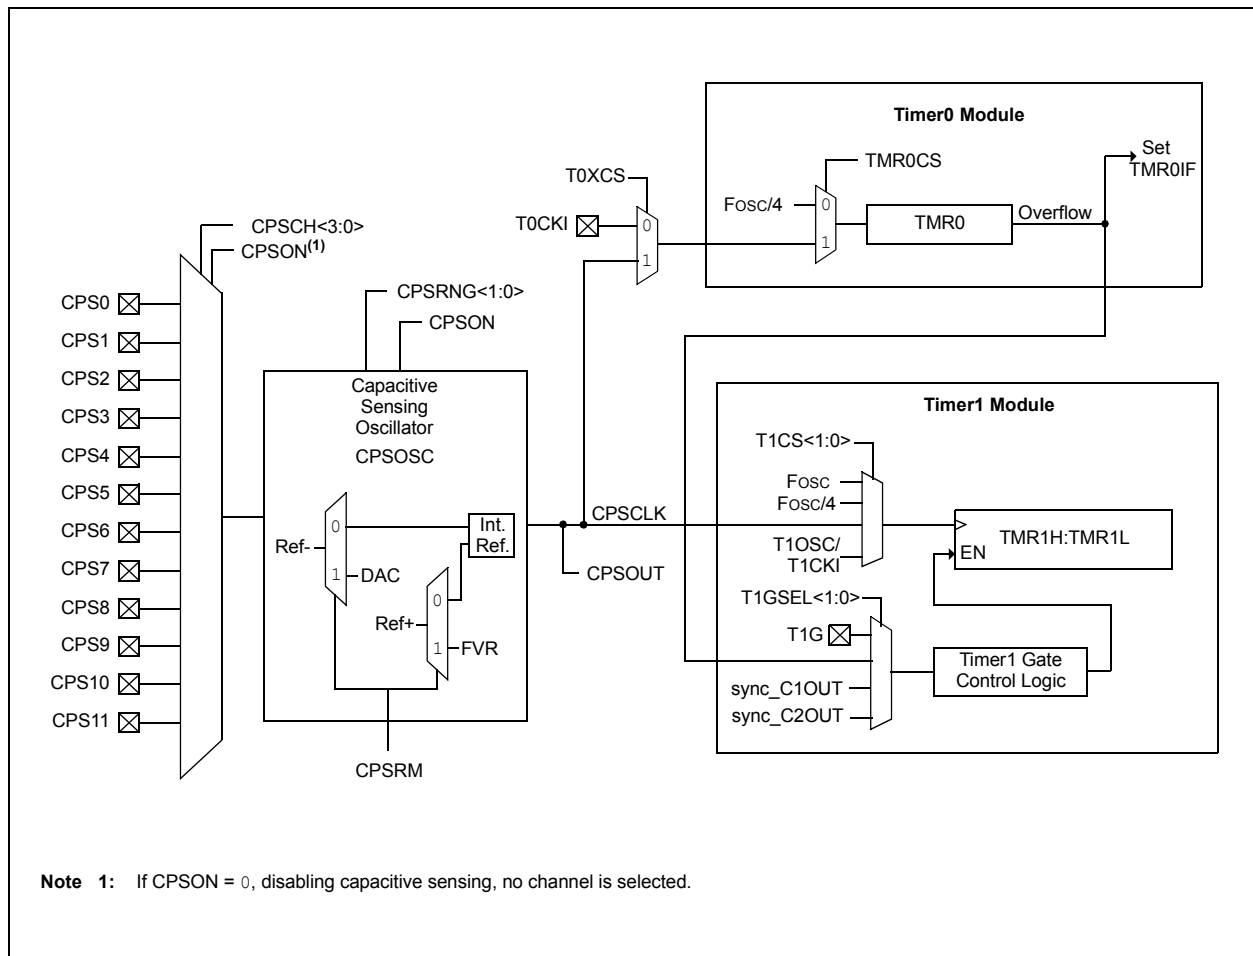 Timer0 Module
Set
TMR0IF
TMR0CS
T0XCS
FOSC/4
0
TMR0
Overflow
T0CKI
0
1
1
CPSCH<3:0>
CPSON(1)
CPSRNG<1:0>
CPSON
CPS0
CPS1
CPS2
CPS3
CPS4
CPS5
CPS6
CPS7
CPS8
CPS9
CPS10
CPS11
Capacitive
Sensing
Oscillator
CPSOSC
0
Int.
Ref.
Ref-
1
DAC
0
Ref+
1
FVR
CPSRM
CPSCLK
CPSOUT
Timer1 Module
T1CS<1:0>
FOSC
FOSC/4
T1OSC/
T1CKI
EN
TMR1H:TMR1L
T1GSEL<1:0>
T1G
Timer1 Gate
Control Logic
sync_C1OUT
sync_C2OUT
Note 1: If CPSON = 0, disabling capacitive sensing, no channel is selected.